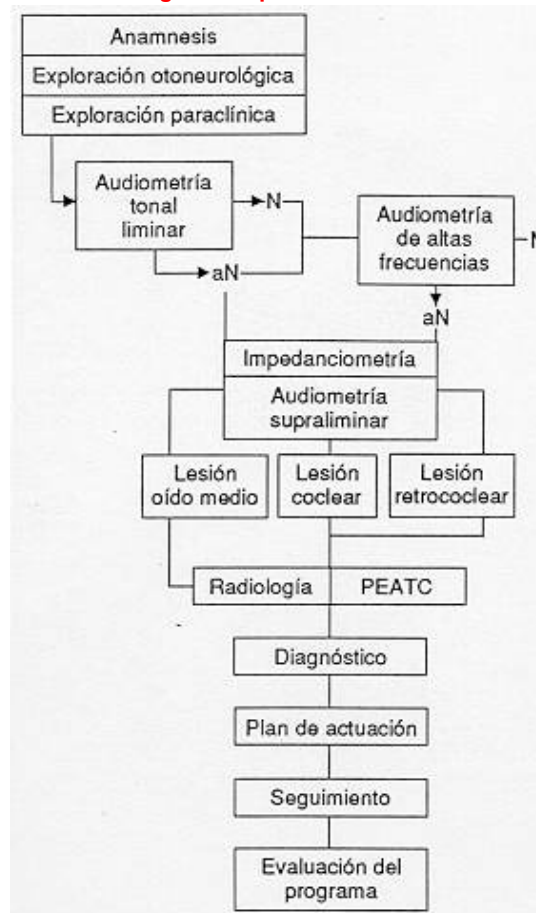 Anamnesis
Exploración otoneurológica
Exploración paraclínica
Audiometría
tonal
liminar
N
aN
Audiometría
de altas
frecuencias
N
aN
Impedanciometría
Audiometría
supraliminar
Lesión
oído medio
Lesión
coclear
Lesión
retrococlear
Radiología
PEATC
Diagnóstico
Plan de actuación
Seguimiento
Evaluación del
programa